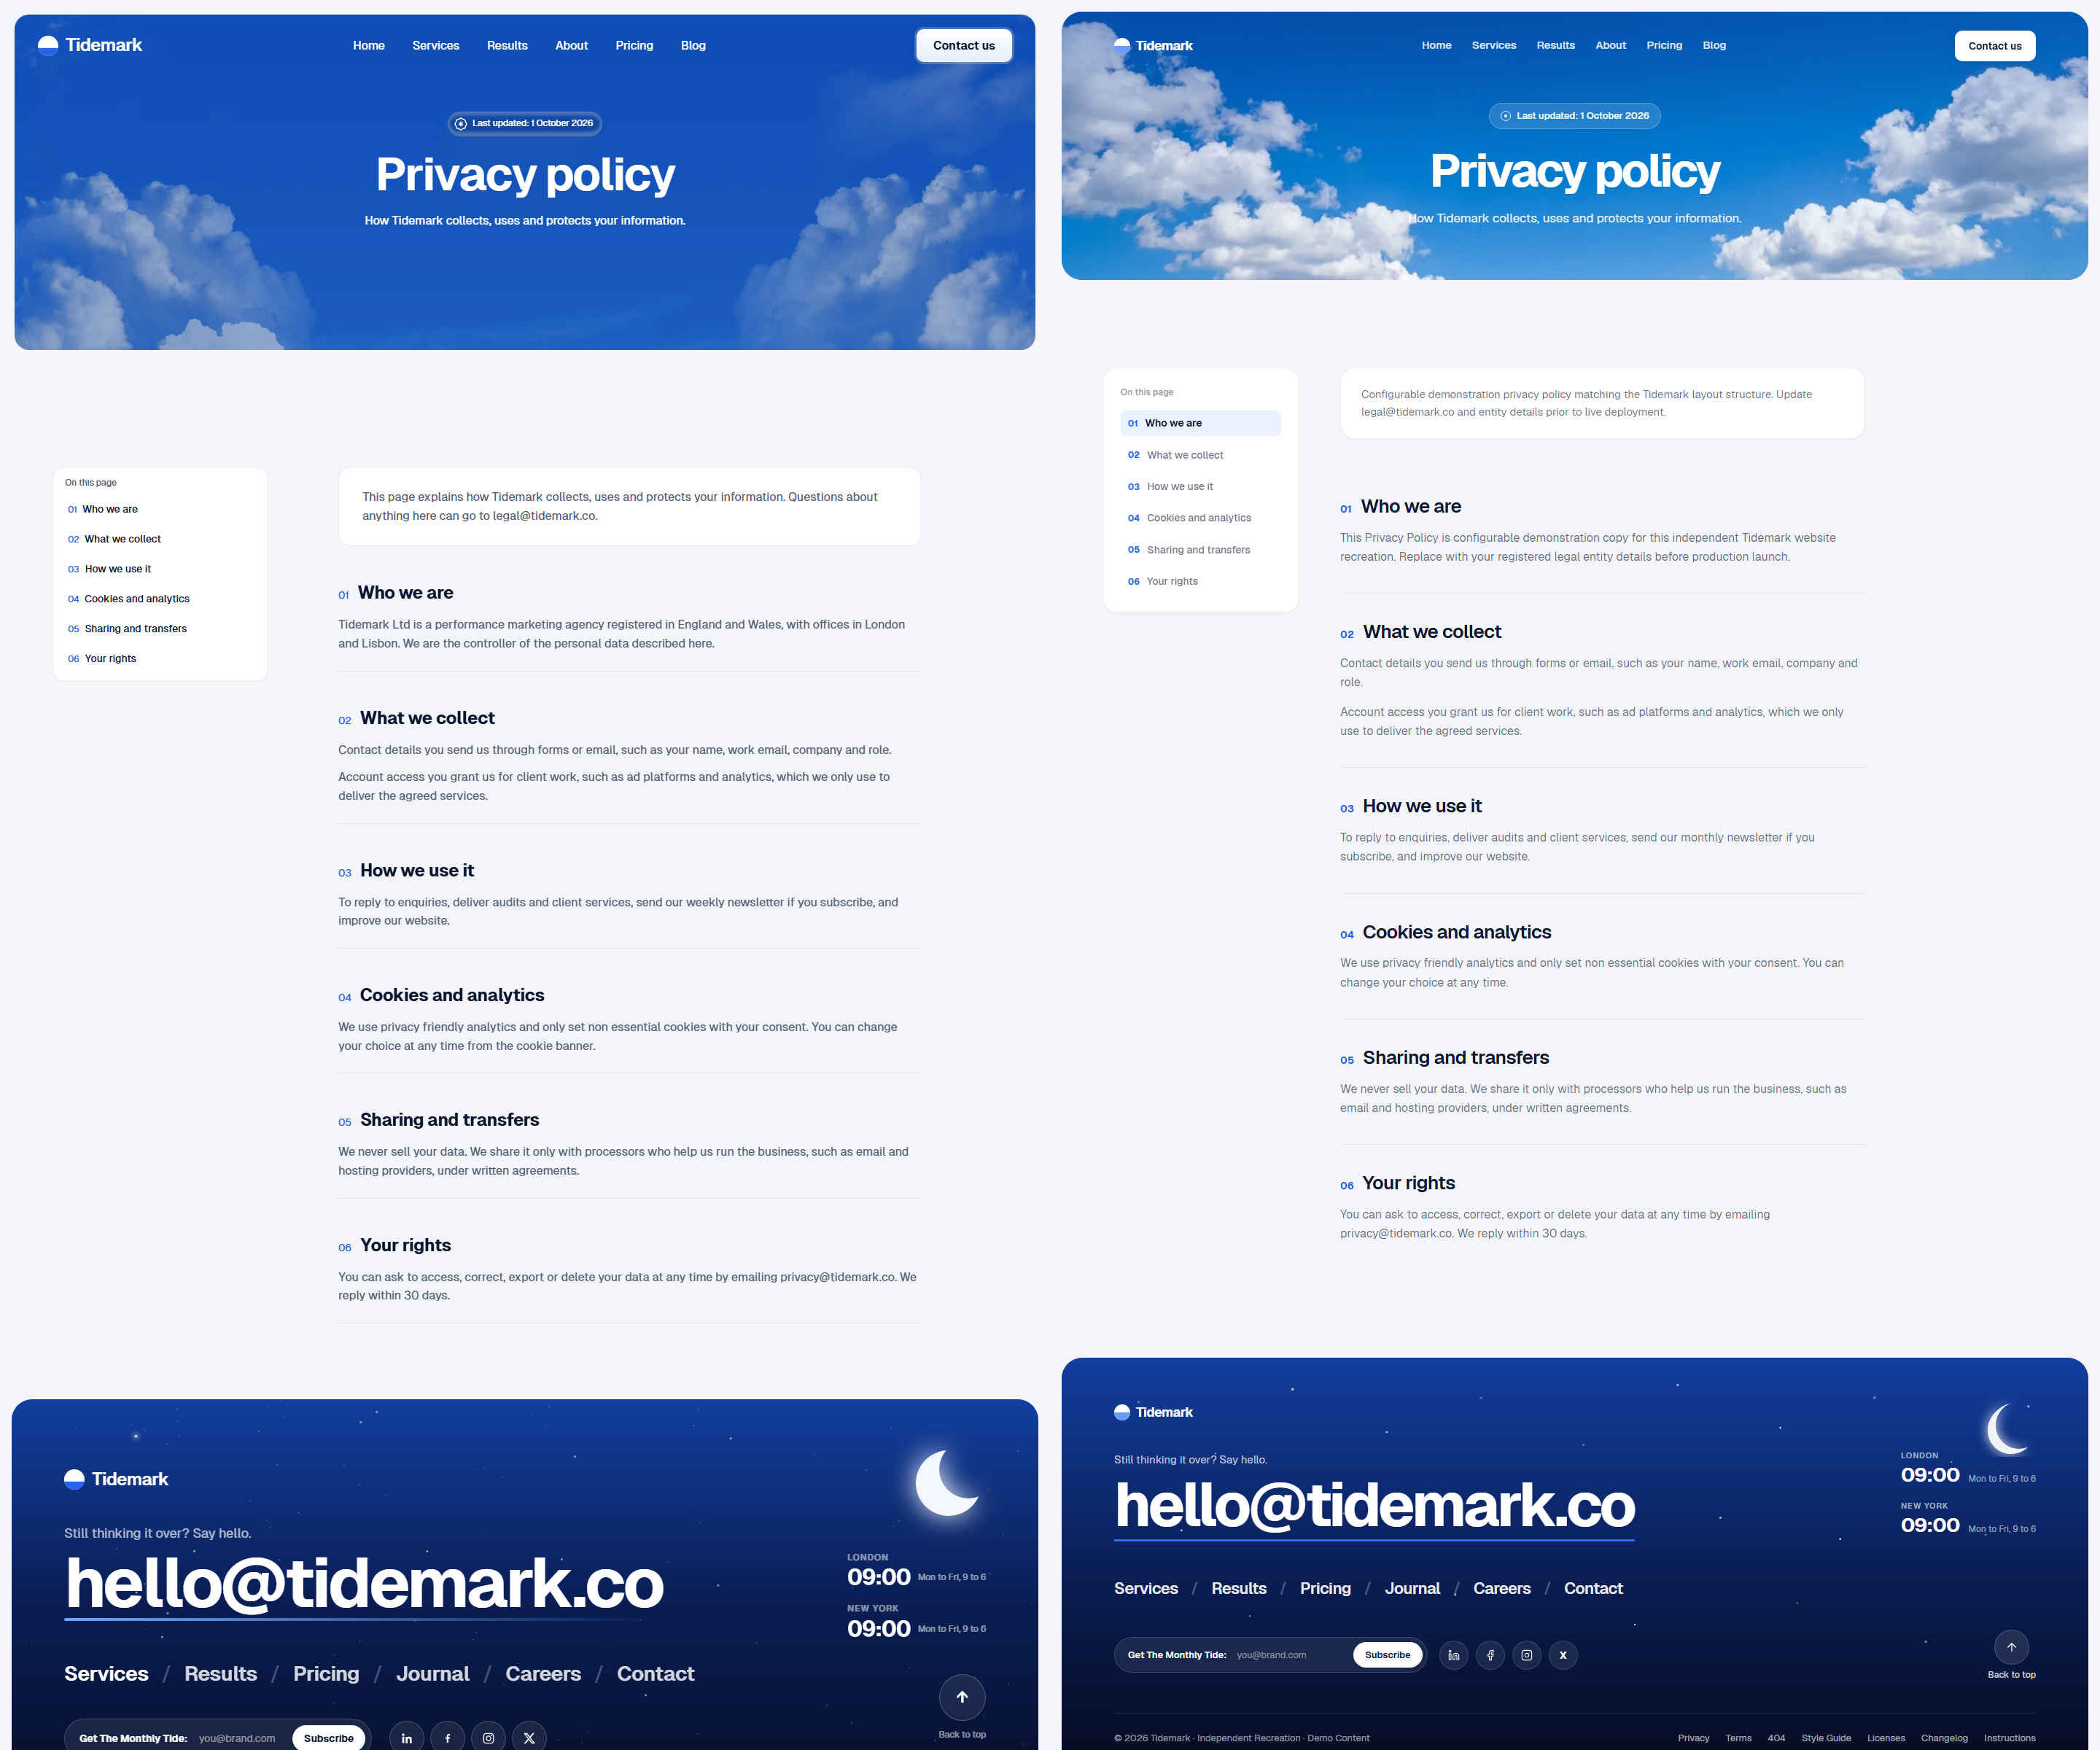 Tidemark
Home Services Results About Pricing Blog
Contact us
Last updated: 1 October 2026
Privacy policy
How Tidemark collects, uses and protects your information.
On this page
01 Who we are
02 What we collect
03 How we use it
04 Cookies and analytics
05 Sharing and transfers
06 Your rights
This page explains how Tidemark collects, uses and protects your information. Questions about
anything here can go to legal@tidemark.co.
01 Who we are
Tidemark Ltd is a performance marketing agency registered in England and Wales, with offices in London
and Lisbon. We are the controller of the personal data described here.
02 What we collect
Contact details you send us through forms or email, such as your name, work email, company and role.
Account access you grant us for client work, such as ad platforms and analytics, which we only use to
deliver the agreed services.
03 How we use it
To reply to enquiries, deliver audits and client services, send our weekly newsletter if you subscribe, and
improve our website.
04 Cookies and analytics
We use privacy friendly analytics and only set non essential cookies with your consent. You can change
your choice at any time from the cookie banner.
05 Sharing and transfers
We never sell your data. We share it only with processors who help us run the business, such as email and
hosting providers, under written agreements.
06 Your rights
You can ask to access, correct, export or delete your data at any time by emailing privacy@tidemark.co. We
reply within 30 days.
Tidemark
Still thinking it over? Say hello.
hello@tidemark.co
LONDON
09:00 Mon to Fri, 9 to 6
NEW YORK
09:00 Mon to Fri, 9 to 6
Services / Results / Pricing / Journal / Careers / Contact
Get The Monthly Tide: you@brand.com Subscribe
Back to top
Tidemark
Home Services Results About Pricing Blog
Contact us
Last updated: 1 October 2026
Privacy policy
How Tidemark collects, uses and protects your information.
On this page
01 Who we are
02 What we collect
03 How we use it
04 Cookies and analytics
05 Sharing and transfers
06 Your rights
Configurable demonstration privacy policy matching the Tidemark layout structure. Update
legal@tidemark.co and entity details prior to live deployment.
01 Who we are
This Privacy Policy is configurable demonstration copy for this independent Tidemark website
recreation. Replace with your registered legal entity details before production launch.
02 What we collect
Contact details you send us through forms or email, such as your name, work email, company and
role.
Account access you grant us for client work, such as ad platforms and analytics, which we only
use to deliver the agreed services.
03 How we use it
To reply to enquiries, deliver audits and client services, send our monthly newsletter if you
subscribe, and improve our website.
04 Cookies and analytics
We use privacy friendly analytics and only set non essential cookies with your consent. You can
change your choice at any time.
05 Sharing and transfers
We never sell your data. We share it only with processors who help us run the business, such as
email and hosting providers, under written agreements.
06 Your rights
You can ask to access, correct, export or delete your data at any time by emailing
privacy@tidemark.co. We reply within 30 days.
Tidemark
Still thinking it over? Say hello.
hello@tidemark.co
LONDON
09:00 Mon to Fri, 9 to 6
NEW YORK
09:00 Mon to Fri, 9 to 6
Services / Results / Pricing / Journal / Careers / Contact
Get The Monthly Tide: you@brand.com Subscribe
Back to top
© 2026 Tidemark · Independent Recreation · Demo Content
Privacy Terms 404 Style Guide Licenses Changelog Instructions